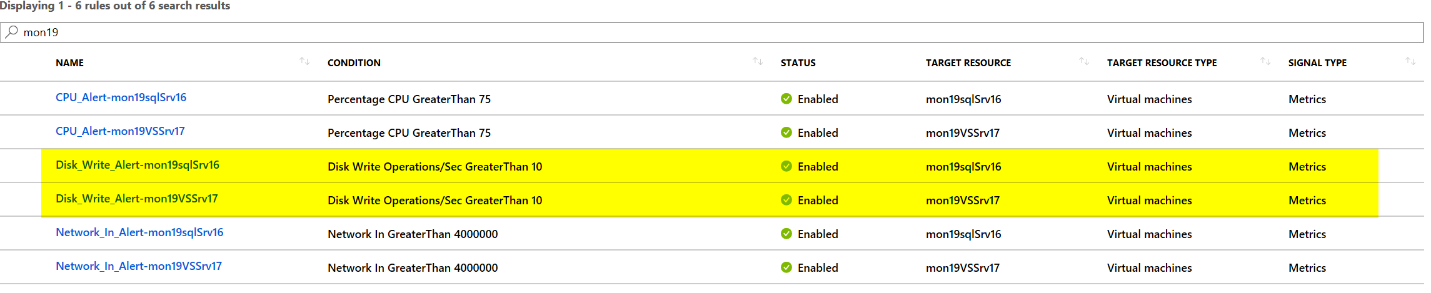 Displaying 1 - 6 rules out of 6 search results
mon19
NAME CONDITION STATUS TARGET RESOURCE TARGET RESOURCE TYPE SIGNAL TYPE
CPU_Alert-mon19sqlSrv16 Percentage CPU GreaterThan 75 Enabled mon19sqlSrv16 Virtual machines Metrics
CPU_Alert-mon19VSSrv17 Percentage CPU GreaterThan 75 Enabled mon19VSSrv17 Virtual machines Metrics
Disk_Write_Alert-mon19sqlSrv16 Disk Write Operations/Sec GreaterThan 10 Enabled mon19sqlSrv16 Virtual machines Metrics
Disk_Write_Alert-mon19VSSrv17 Disk Write Operations/Sec GreaterThan 10 Enabled mon19VSSrv17 Virtual machines Metrics
Network_In_Alert-mon19sqlSrv16 Network In GreaterThan 4000000 Enabled mon19sqlSrv16 Virtual machines Metrics
Network_In_Alert-mon19VSSrv17 Network In GreaterThan 4000000 Enabled mon19VSSrv17 Virtual machines Metrics